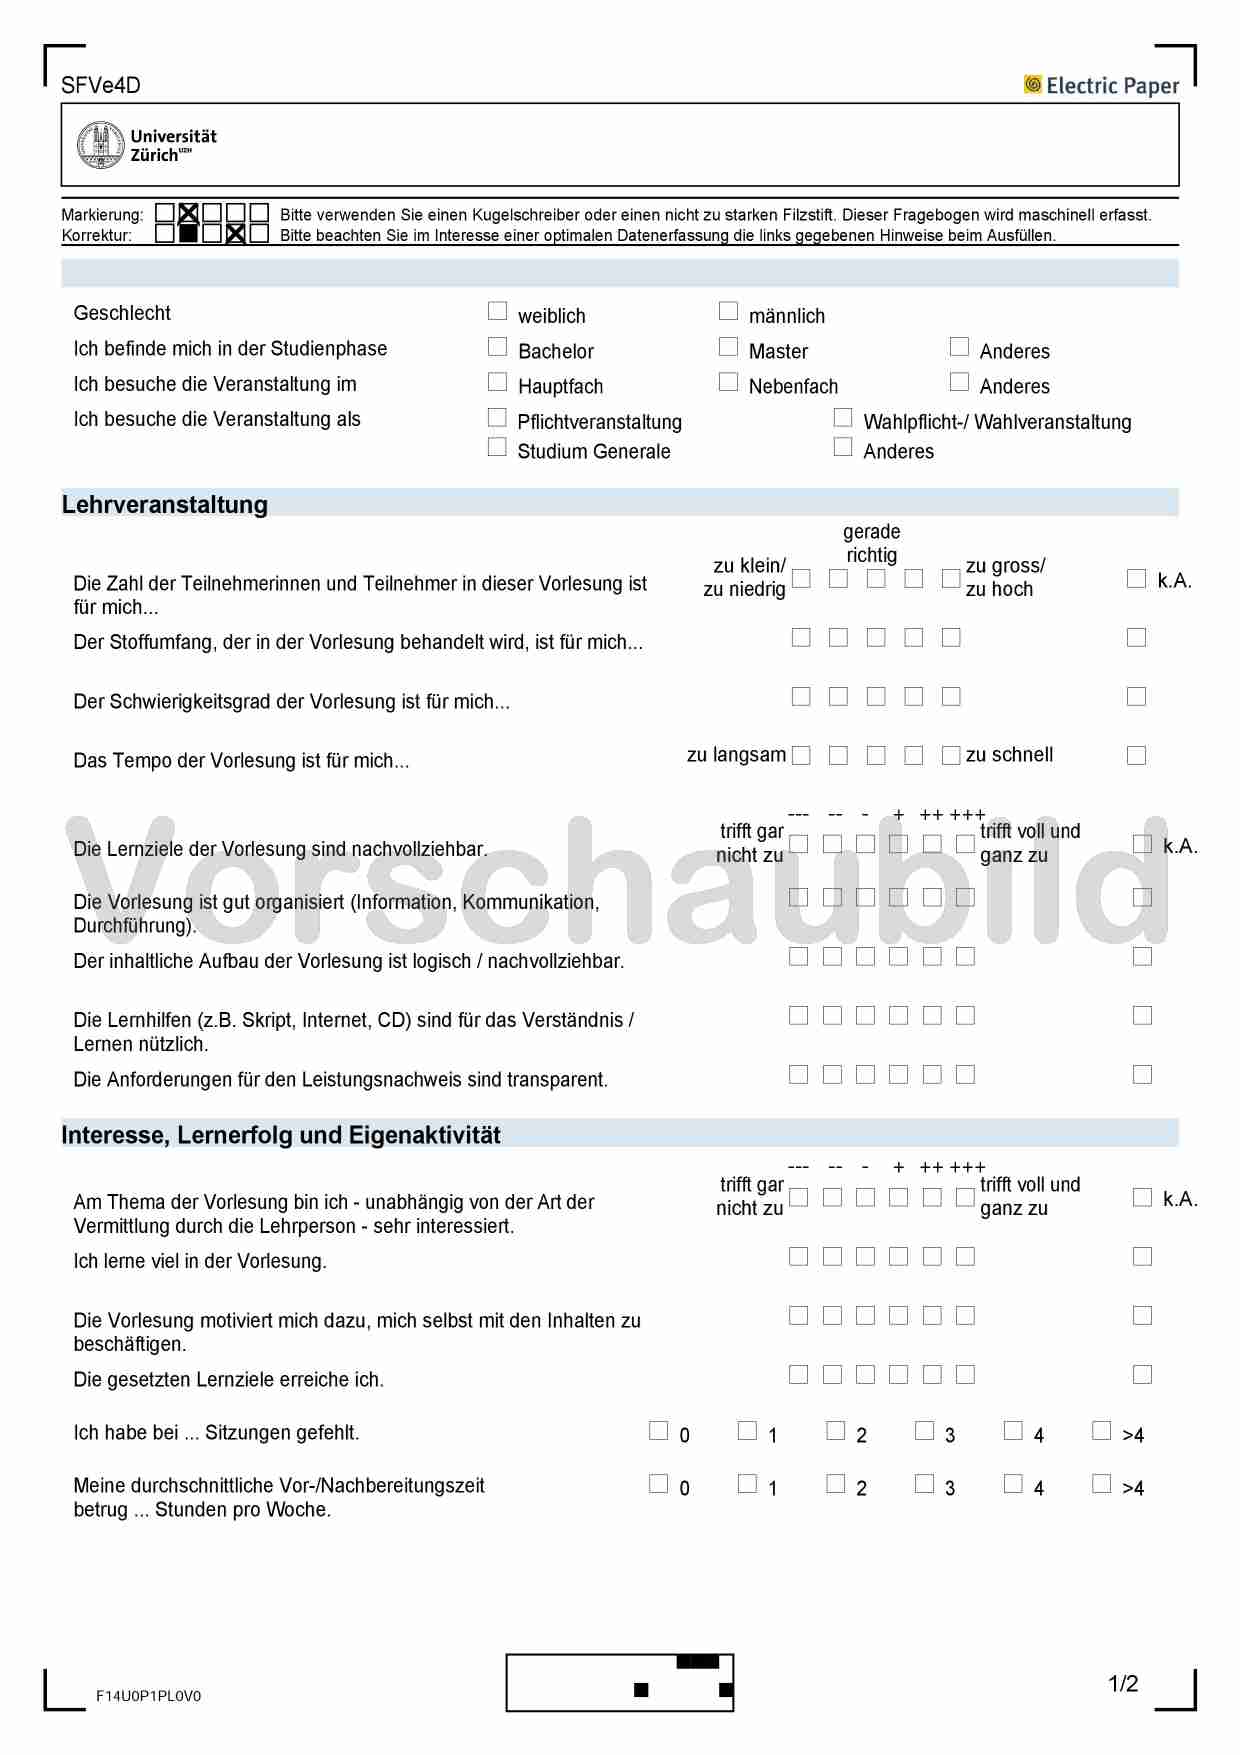 SFVe4D
Electric Paper
Universität
Zürich UZH
Markierung: Bitte verwenden Sie einen Kugelschreiber oder einen nicht zu starken Filzstift. Dieser Fragebogen wird maschinell erfasst.
Korrektur: Bitte beachten Sie im Interesse einer optimalen Datenerfassung die links gegebenen Hinweise beim Ausfüllen.
Geschlecht weiblich männlich
Ich befinde mich in der Studienphase Bachelor Master Anderes
Ich besuche die Veranstaltung im Hauptfach Nebenfach Anderes
Ich besuche die Veranstaltung als Pflichtveranstaltung Wahlpflicht-/ Wahlveranstaltung
Studium Generale Anderes
Lehrveranstaltung
gerade
richtig
zu klein/ zu gross/
Die Zahl der Teilnehmerinnen und Teilnehmer in dieser Vorlesung ist zu niedrig zu hoch k.A.
für mich...
Der Stoffumfang, der in der Vorlesung behandelt wird, ist für mich...
Der Schwierigkeitsgrad der Vorlesung ist für mich...
Das Tempo der Vorlesung ist für mich... zu langsam zu schnell
--- -- - + ++ +++
trifft gar trifft voll und
Die Lernziele der Vorlesung sind nachvollziehbar. nicht zu ganz zu k.A.
Vorschaubild
Die Vorlesung ist gut organisiert (Information, Kommunikation,
Durchführung).
Der inhaltliche Aufbau der Vorlesung ist logisch / nachvollziehbar.
Die Lernhilfen (z.B. Skript, Internet, CD) sind für das Verständnis /
Lernen nützlich.
Die Anforderungen für den Leistungsnachweis sind transparent.
Interesse, Lernerfolg und Eigenaktivität
--- -- - + ++ +++
trifft gar trifft voll und
Am Thema der Vorlesung bin ich - unabhängig von der Art der nicht zu ganz zu k.A.
Vermittlung durch die Lehrperson - sehr interessiert.
Ich lerne viel in der Vorlesung.
Die Vorlesung motiviert mich dazu, mich selbst mit den Inhalten zu
beschäftigen.
Die gesetzten Lernziele erreiche ich.
Ich habe bei ... Sitzungen gefehlt. 0 1 2 3 4 >4
Meine durchschnittliche Vor-/Nachbereitungszeit 0 1 2 3 4 >4
betrug ... Stunden pro Woche.
F14U0P1PL0V0
1/2